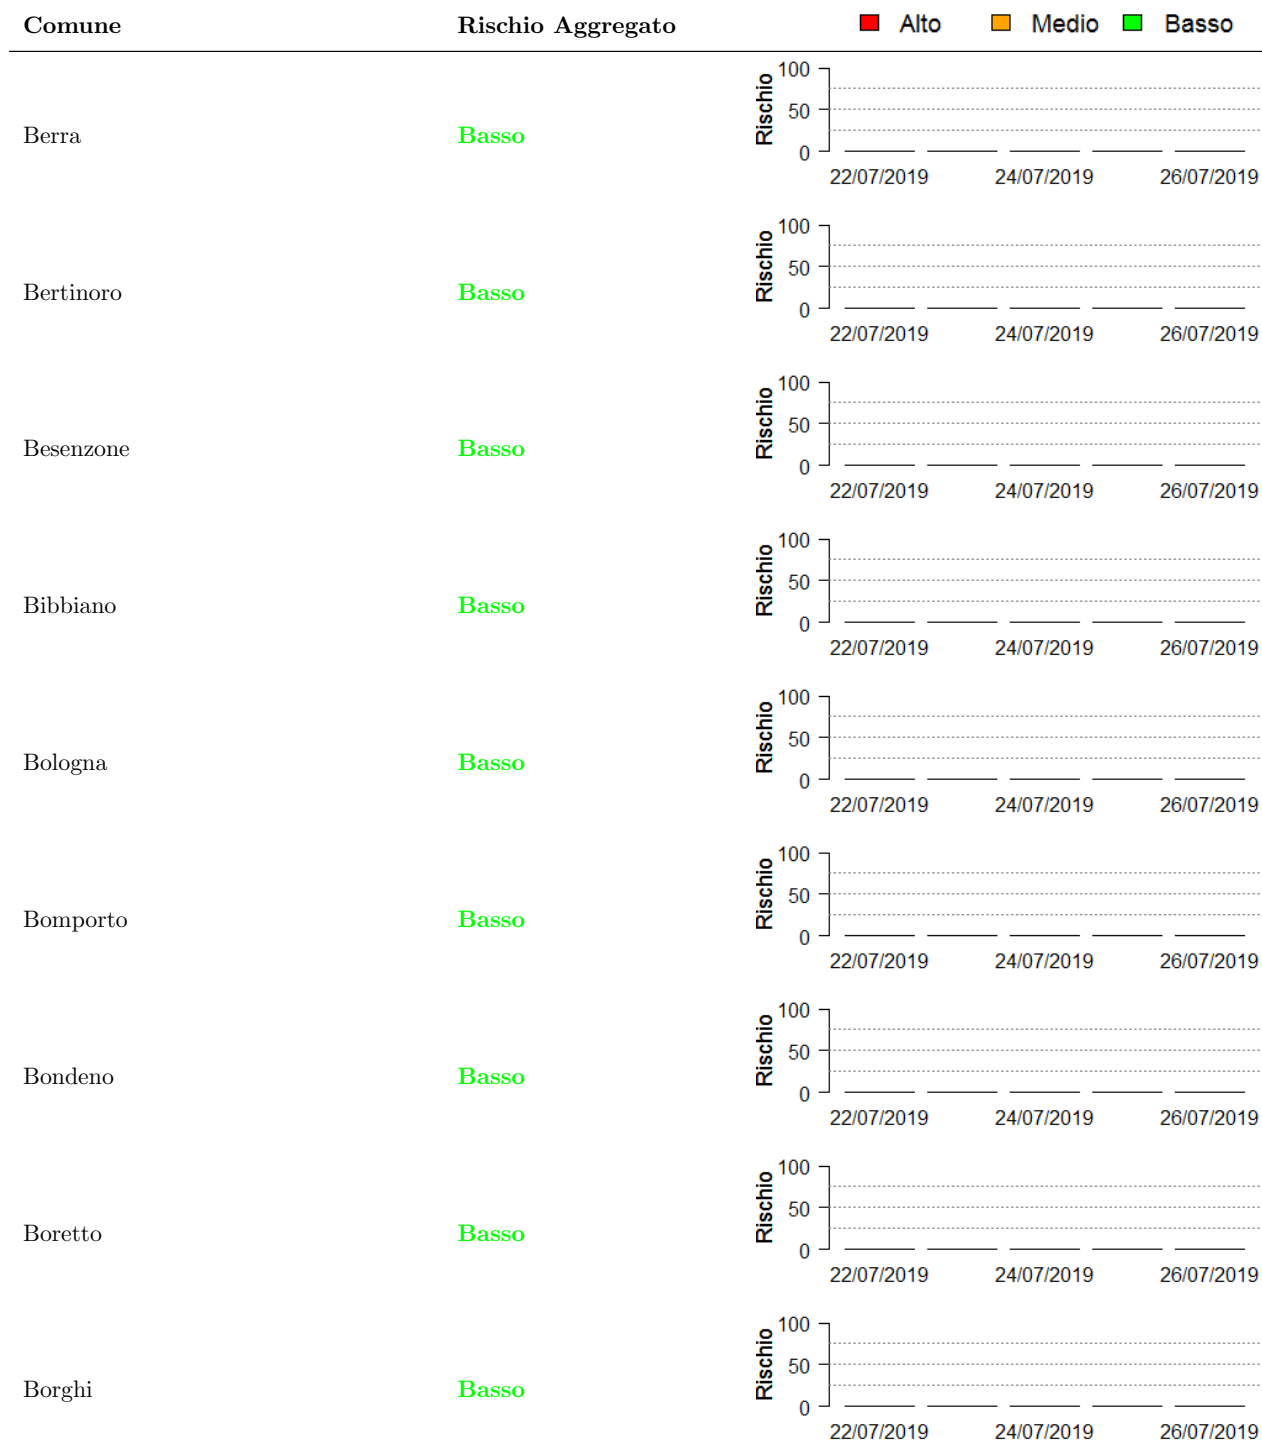 Comune Rischio Aggregato Alto Medio Basso
Berra Basso Rischio 100 50 0
22/07/2019 24/07/2019 26/07/2019
Bertinoro Basso Rischio 100 50 0
22/07/2019 24/07/2019 26/07/2019
Besenzone Basso Rischio 100 50 0
22/07/2019 24/07/2019 26/07/2019
Bibbiano Basso Rischio 100 50 0
22/07/2019 24/07/2019 26/07/2019
Bologna Basso Rischio 100 50 0
22/07/2019 24/07/2019 26/07/2019
Bomporto Basso Rischio 100 50 0
22/07/2019 24/07/2019 26/07/2019
Bondeno Basso Rischio 100 50 0
22/07/2019 24/07/2019 26/07/2019
Boretto Basso Rischio 100 50 0
22/07/2019 24/07/2019 26/07/2019
Borghi Basso Rischio 100 50 0
22/07/2019 24/07/2019 26/07/2019